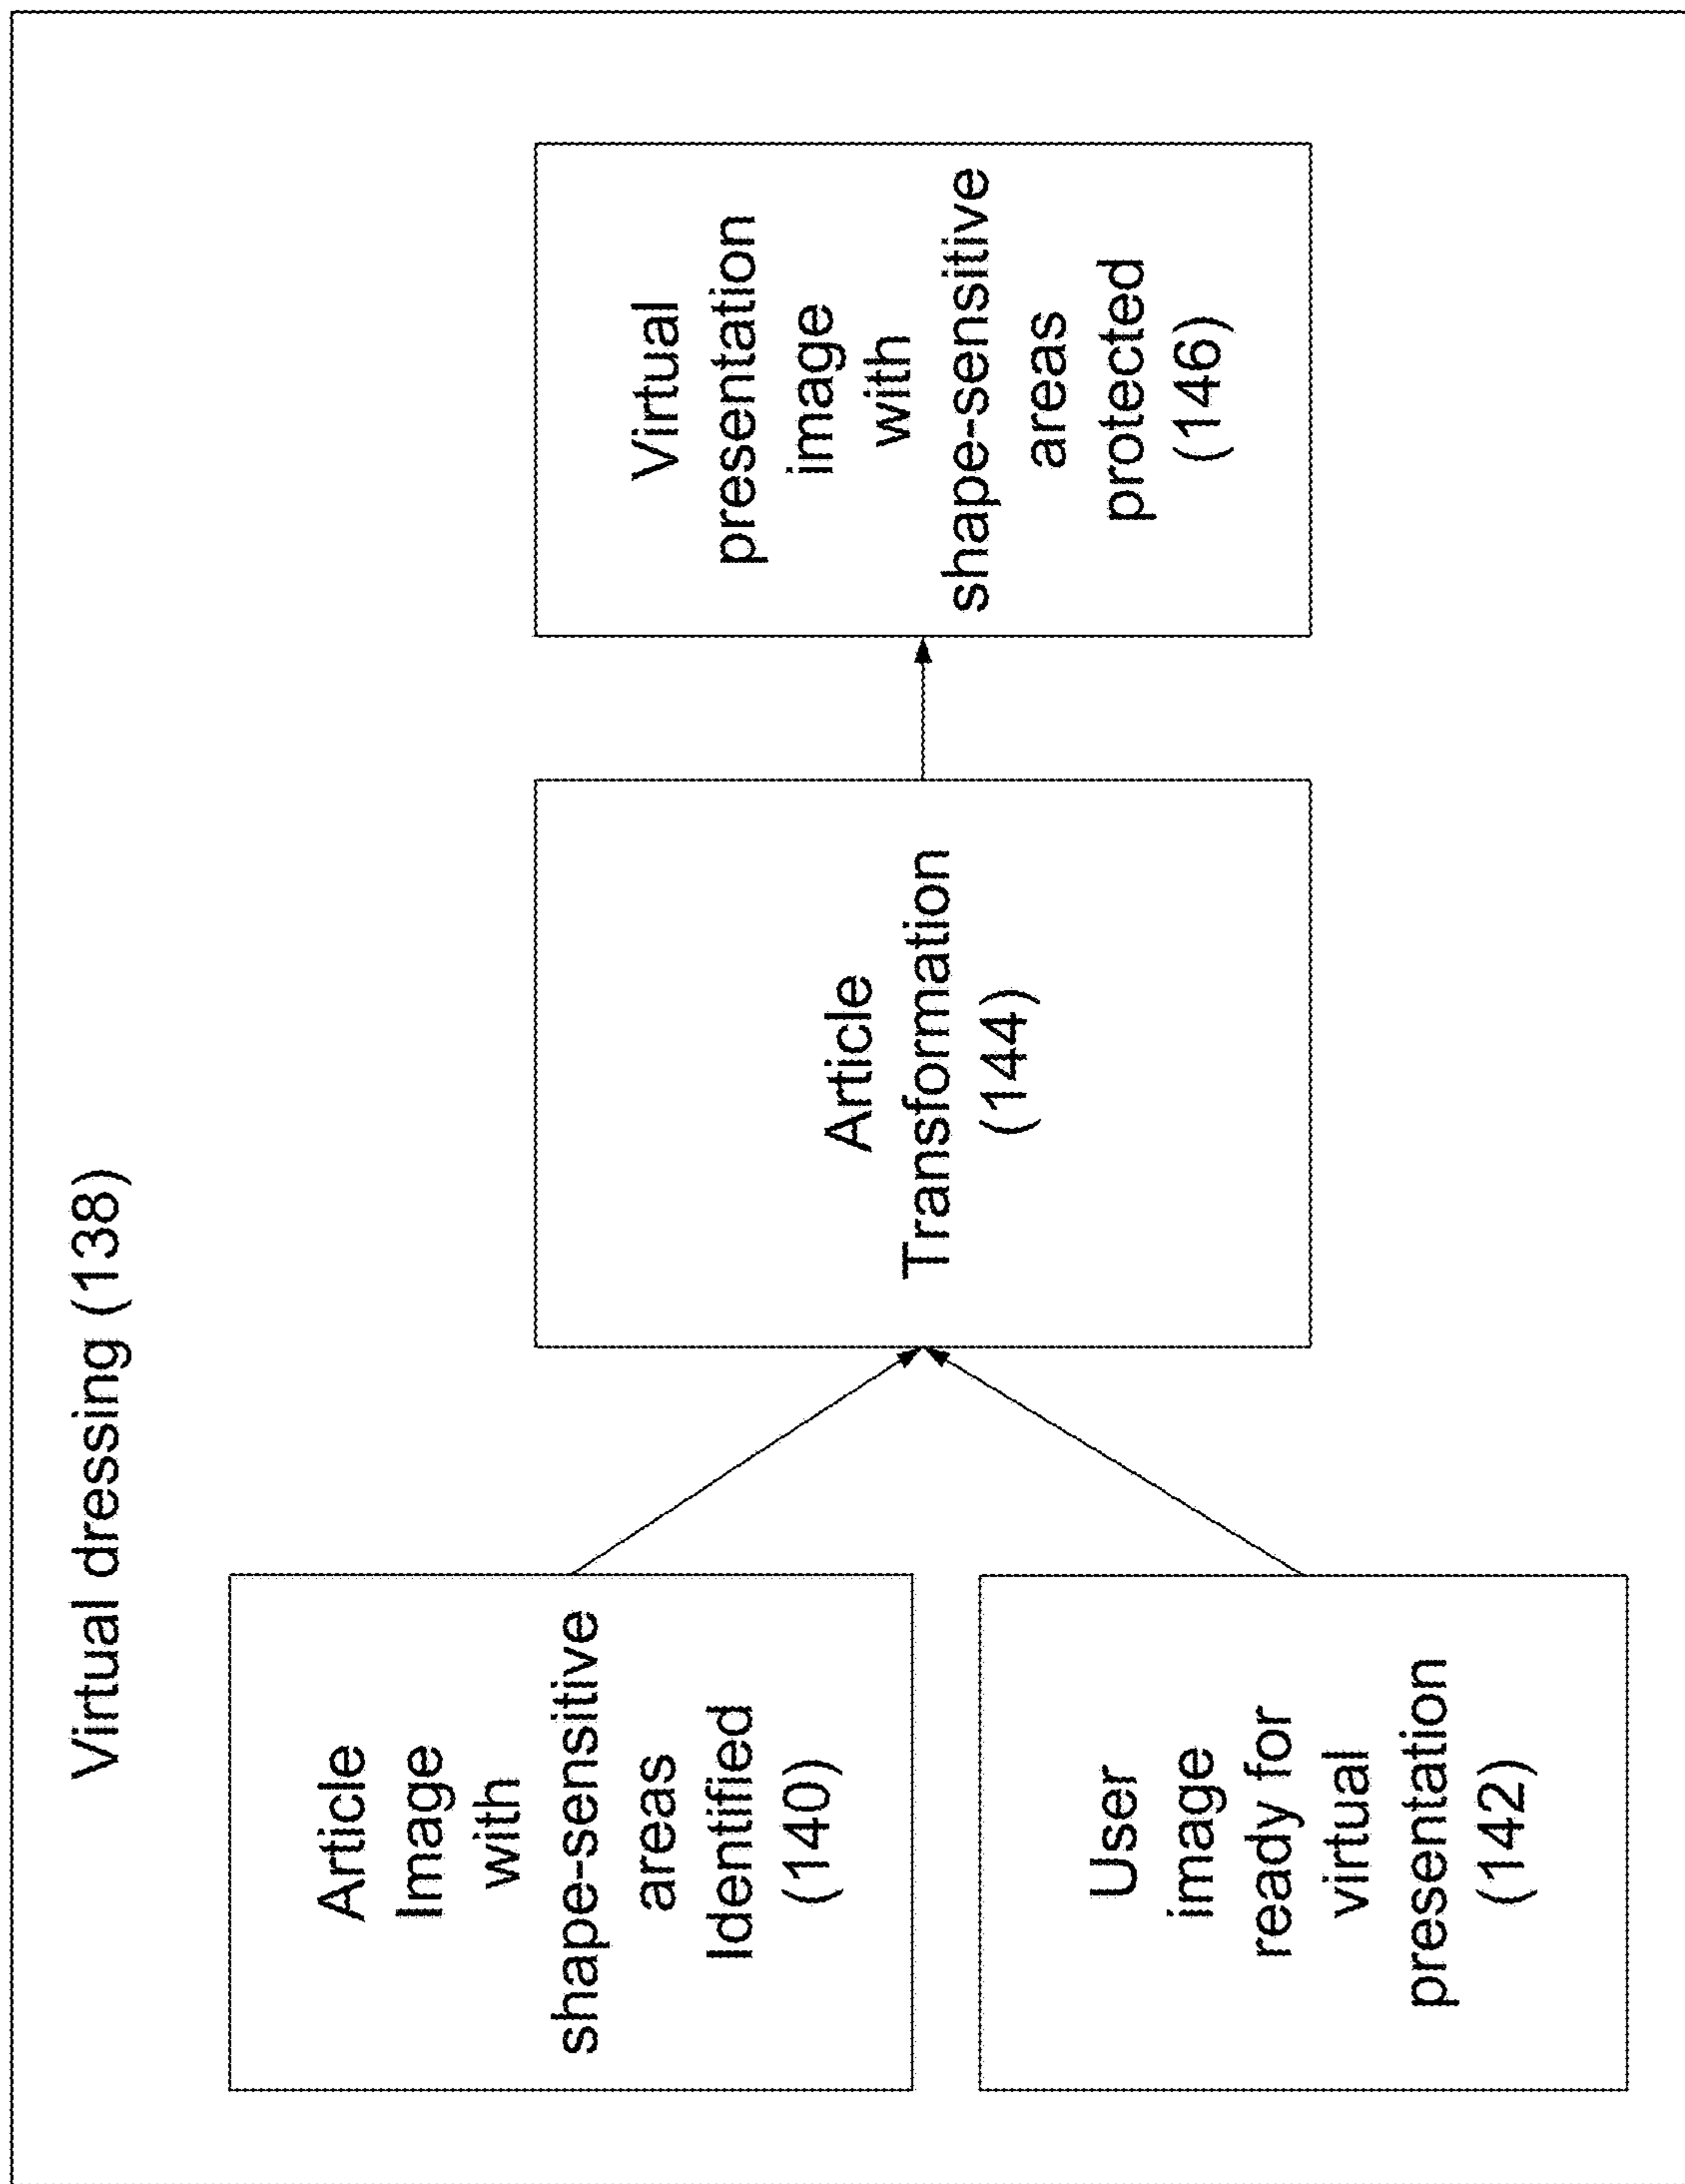 Virtual dressing (138)
Article
Image
with
shape-sensitive
areas
Identified
(140)
User
image
ready for
virtual
presentation
(142)
Article
Transformation
(144)
Virtual
presentation
image
with
shape-sensitive
areas
protected
(146)